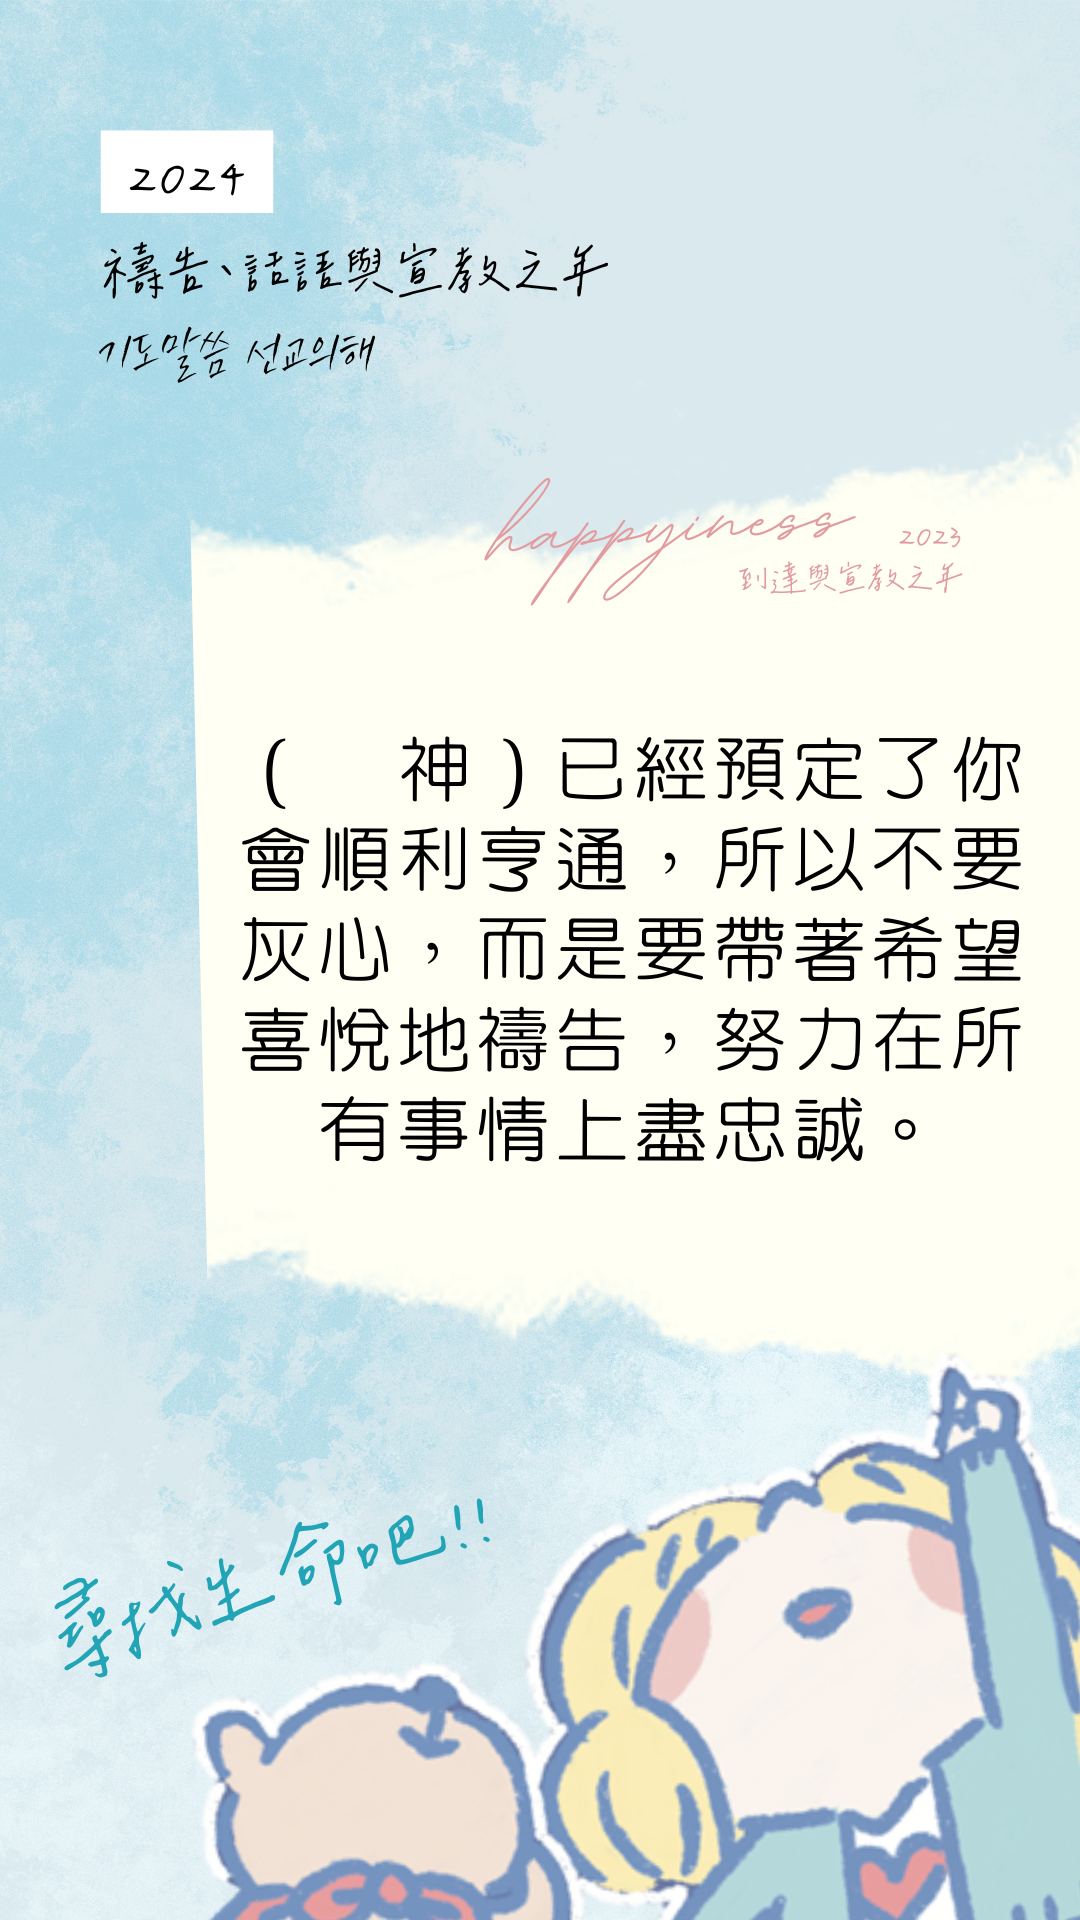 2024
禱告、話語與宣教之年
기도말씀 선교의해
happyiness
2023
到達與宣教之年
(　神)已經預定了你
會順利亨通，所以不要
灰心，而是要帶著希望
喜悅地禱告，努力在所
有事情上盡忠誠。
尋找生命吧!!